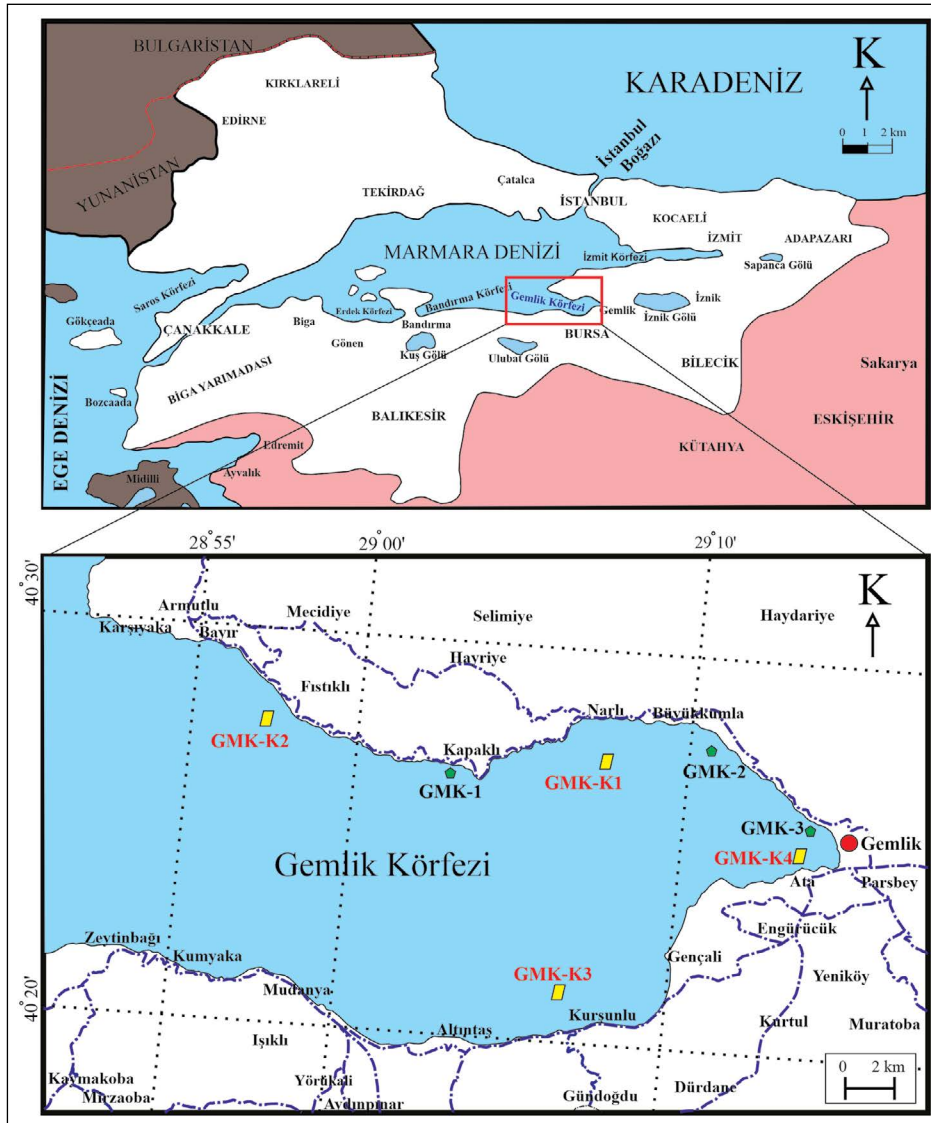 BULGARİSTAN
KIRKLARELİ
K
KARADENİZ
EDİRNE
0 1 2 km
İstanbul
Boğazı
YUNANİSTAN
Çatalca
TEKİRDAĞ
İSTANBUL
KOCAELİ
İZMİT
ADAPAZARI
MARMARA DENİZİ
İzmit Körfezi
Sapanca Gölü
Saros Körfezi
Bandırma Körfezi
Gemlik Körfezi
Gökçeada
ÇANAKKALE
Biga
Erdek Körfezi
Bandırma
Gemlik
İznik
İznik Gölü
Gönen
BURSA
Kuş Gölü
Ulubat Gölü
BİLECİK
Sakarya
BİGA YARIMADASI
Bozcaada
BALIKESİR
ESKİŞEHİR
EGE DENİZİ
Edremit
KÜTAHYA
Ayvalık
Midilli
28°55'
29°00'
29°10'
40°30'
K
Armutlu
Mecidiye
Selimiye
Haydariye
Karşıyaka
Bayır
Hayriye
Fıstıklı
Narlı
Büyükkumla
GMK-K2
Kapaklı
GMK-1
GMK-K1
GMK-2
GMK-3
Gemlik
GMK-K4
Gemlik Körfezi
Ata
Parsbey
Engürücük
Zeytinbağı
Kumyaka
Gençali
Yeniköy
GMK-K3
Mudanya
40°20'
Kurşunlu
Altıntaş
Kurtul
Muratoba
Işıklı
0 2 km
Kaymakoba
Mirzaoba
Yörükali
Aydınpınar
Gündoğdu
Dürdane